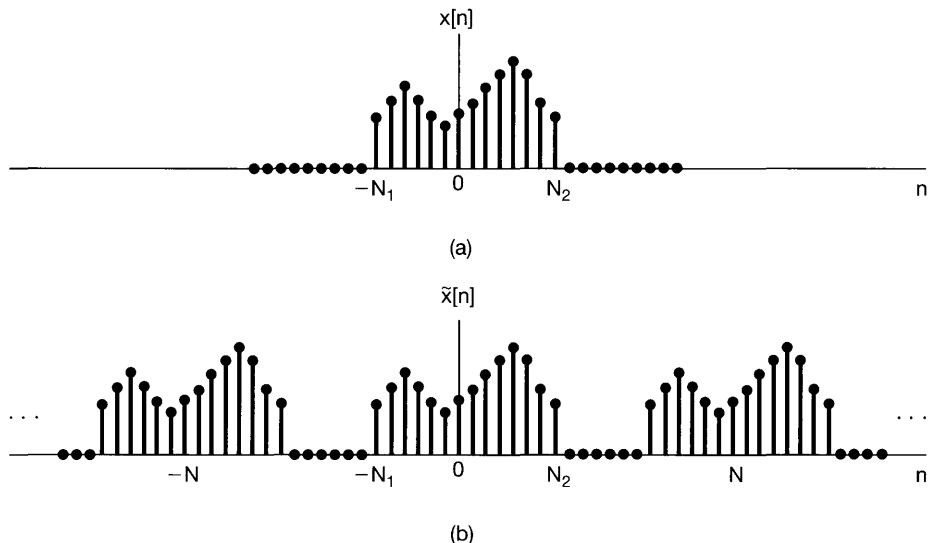 x[n]
−N₁ 0 N₂ n
(a)
x̃[n]
. . . . . .
−N −N₁ 0 N₂ N n
(b)